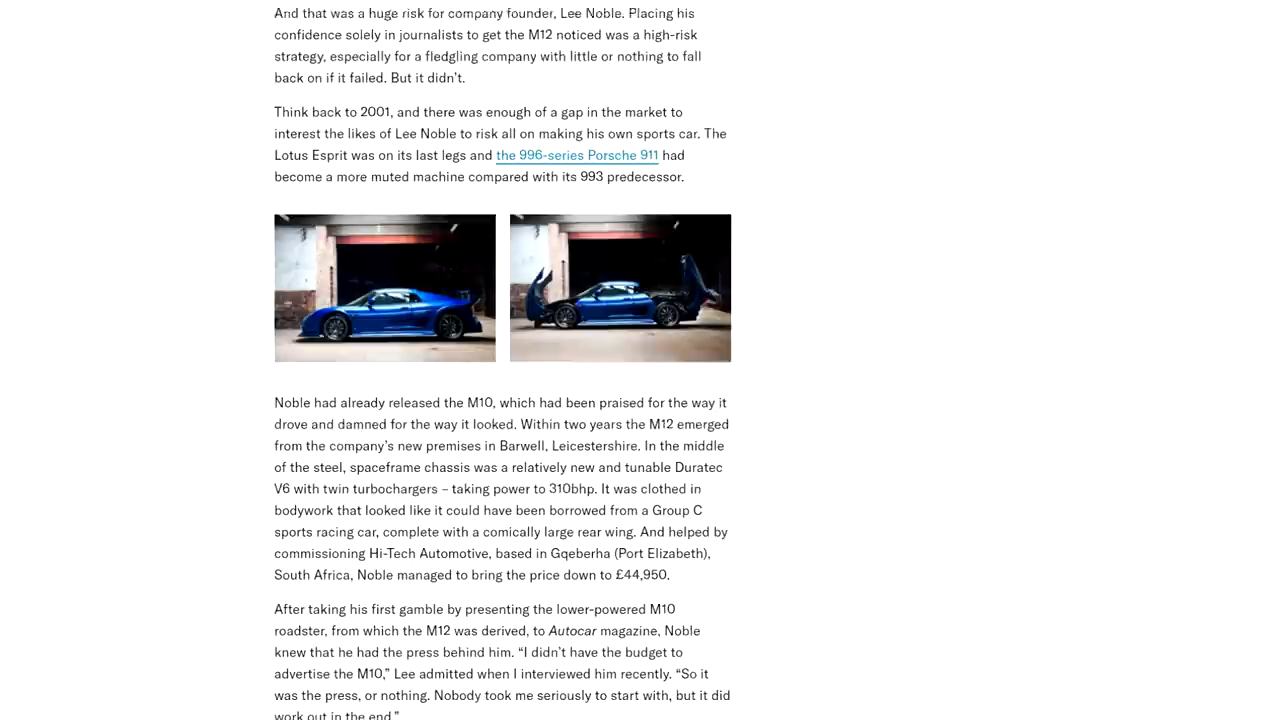 And that was a huge risk for company founder, Lee Noble. Placing his
confidence solely in journalists to get the M12 noticed was a high-risk
strategy, especially for a fledgling company with little or nothing to fall
back on if it failed. But it didn’t.
Think back to 2001, and there was enough of a gap in the market to
interest the likes of Lee Noble to risk all on making his own sports car. The
Lotus Esprit was on its last legs and the 996-series Porsche 911 had
become a more muted machine compared with its 993 predecessor.
Noble had already released the M10, which had been praised for the way it
drove and damned for the way it looked. Within two years the M12 emerged
from the company’s new premises in Barwell, Leicestershire. In the middle
of the steel, spaceframe chassis was a relatively new and tunable Duratec
V6 with twin turbochargers – taking power to 310bhp. It was clothed in
bodywork that looked like it could have been borrowed from a Group C
sports racing car, complete with a comically large rear wing. And helped by
commissioning Hi-Tech Automotive, based in Gqeberha (Port Elizabeth),
South Africa, Noble managed to bring the price down to £44,950.
After taking his first gamble by presenting the lower-powered M10
roadster, from which the M12 was derived, to Autocar magazine, Noble
knew that he had the press behind him. “I didn’t have the budget to
advertise the M10,” Lee admitted when I interviewed him recently. “So it
was the press, or nothing. Nobody took me seriously to start with, but it did
work out in the end.”